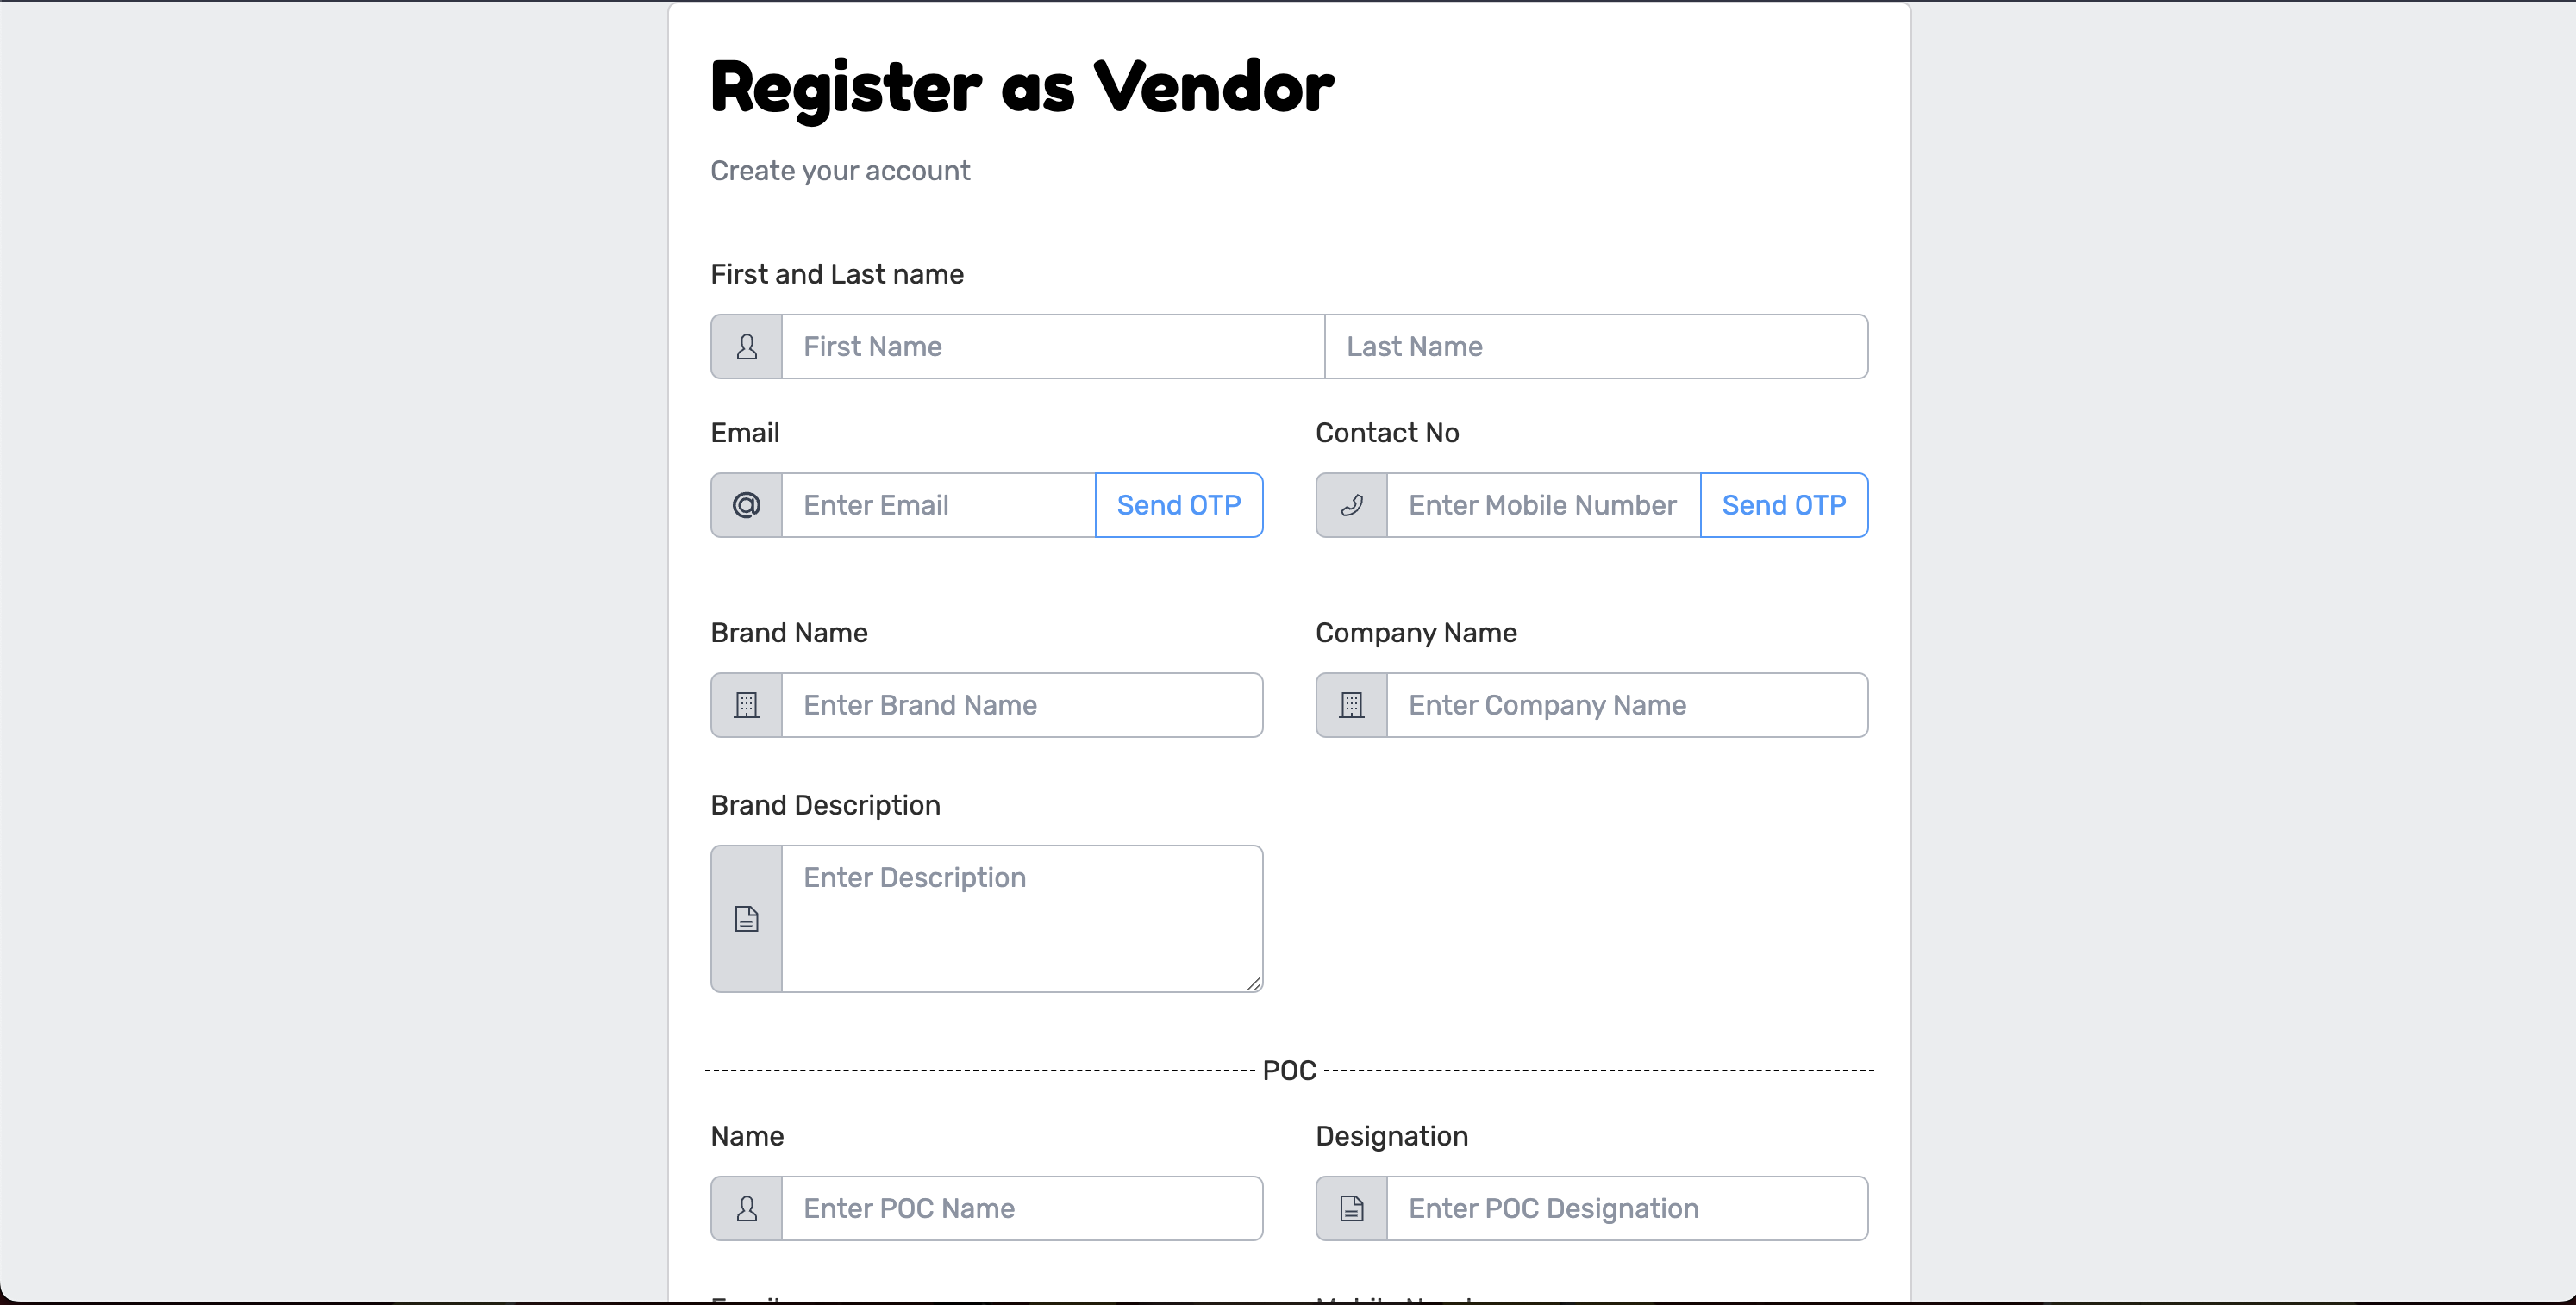 Register as Vendor
Create your account
First and Last name
First Name Last Name
Email Contact No
@ Enter Email Send OTP Enter Mobile Number Send OTP
Brand Name Company Name
Enter Brand Name Enter Company Name
Brand Description
Enter Description
POC
Name Designation
Enter POC Name Enter POC Designation